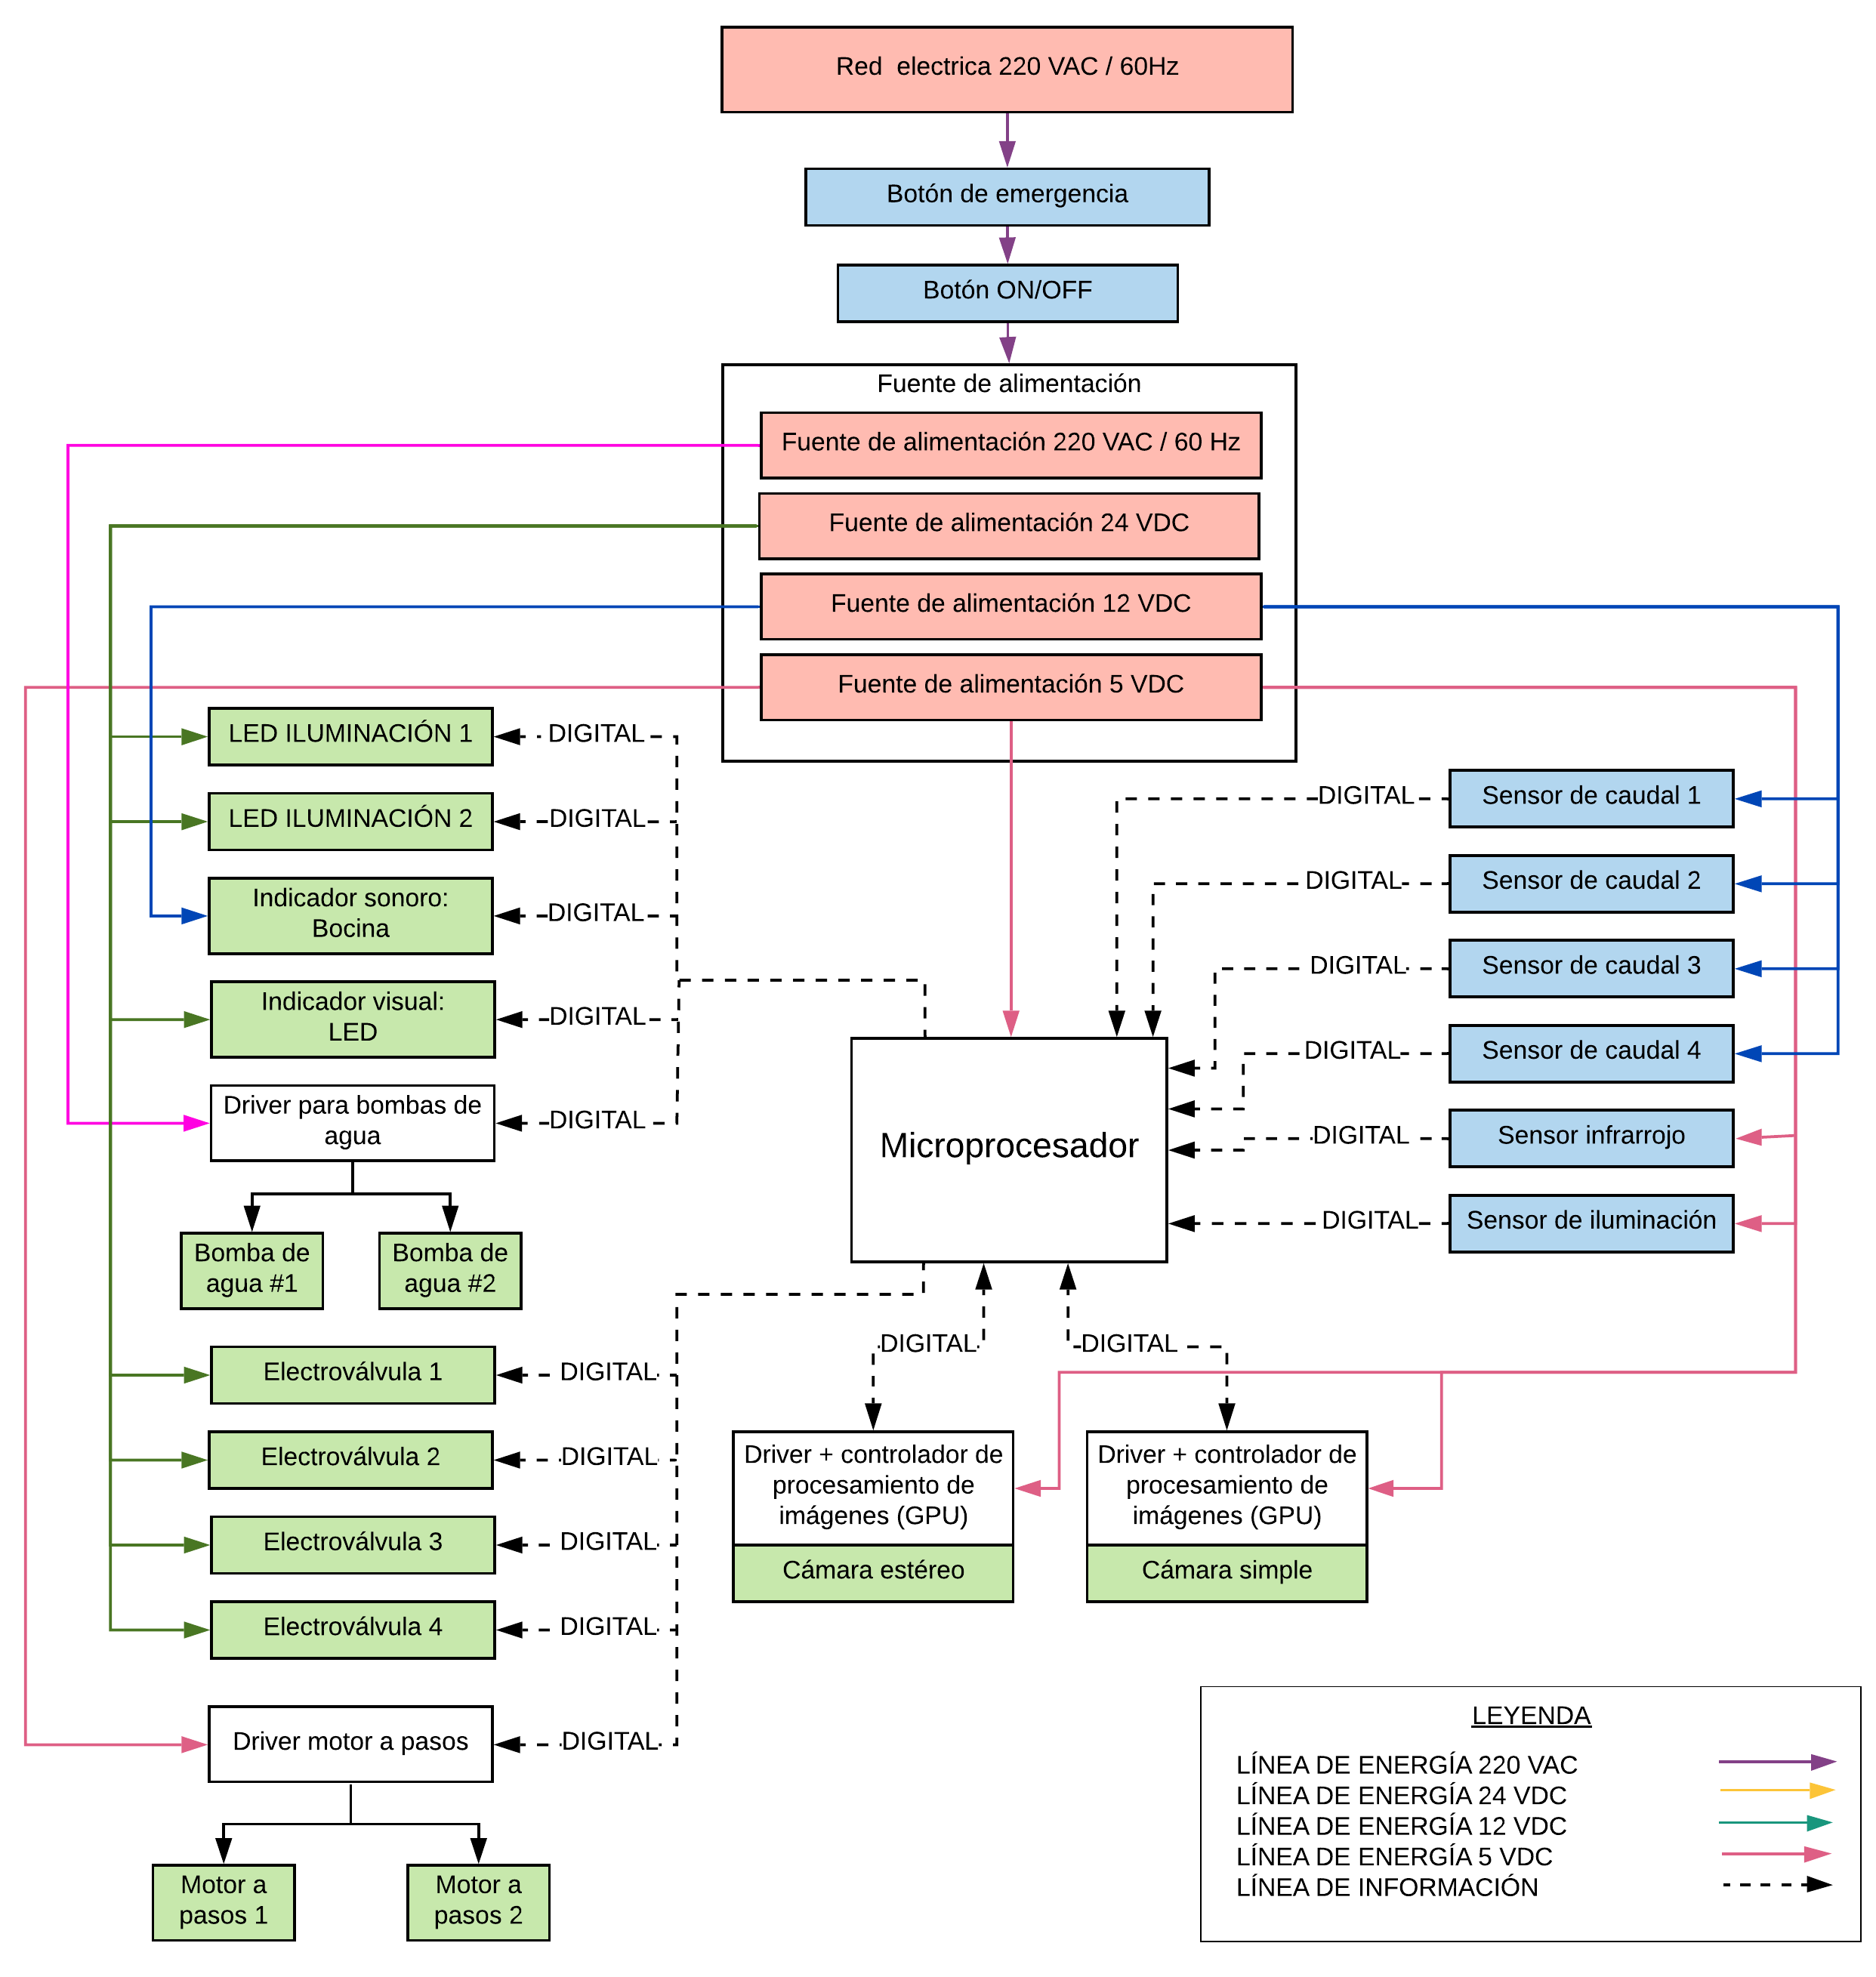 Red electrica 220 VAC / 60Hz
Botón de emergencia
Botón ON/OFF
Fuente de alimentación
Fuente de alimentación 220 VAC / 60 Hz
Fuente de alimentación 24 VDC
Fuente de alimentación 12 VDC
Fuente de alimentación 5 VDC
LED ILUMINACIÓN 1
DIGITAL
LED ILUMINACIÓN 2
DIGITAL
Indicador sonoro:
Bocina
DIGITAL
Indicador visual:
LED
DIGITAL
Driver para bombas de
agua
DIGITAL
Bomba de
agua #1
Bomba de
agua #2
DIGITAL
Sensor de caudal 1
DIGITAL
Sensor de caudal 2
DIGITAL
Sensor de caudal 3
DIGITAL
Sensor de caudal 4
DIGITAL
Sensor infrarrojo
DIGITAL
Sensor de iluminación
Microprocesador
DIGITAL
DIGITAL
Electroválvula 1
DIGITAL
Electroválvula 2
DIGITAL
Electroválvula 3
DIGITAL
Electroválvula 4
DIGITAL
Driver motor a pasos
DIGITAL
Motor a
pasos 1
Motor a
pasos 2
Driver + controlador de
procesamiento de
imágenes (GPU)
Cámara estéreo
Driver + controlador de
procesamiento de
imágenes (GPU)
Cámara simple
LEYENDA
LÍNEA DE ENERGÍA 220 VAC
LÍNEA DE ENERGÍA 24 VDC
LÍNEA DE ENERGÍA 12 VDC
LÍNEA DE ENERGÍA 5 VDC
LÍNEA DE INFORMACIÓN